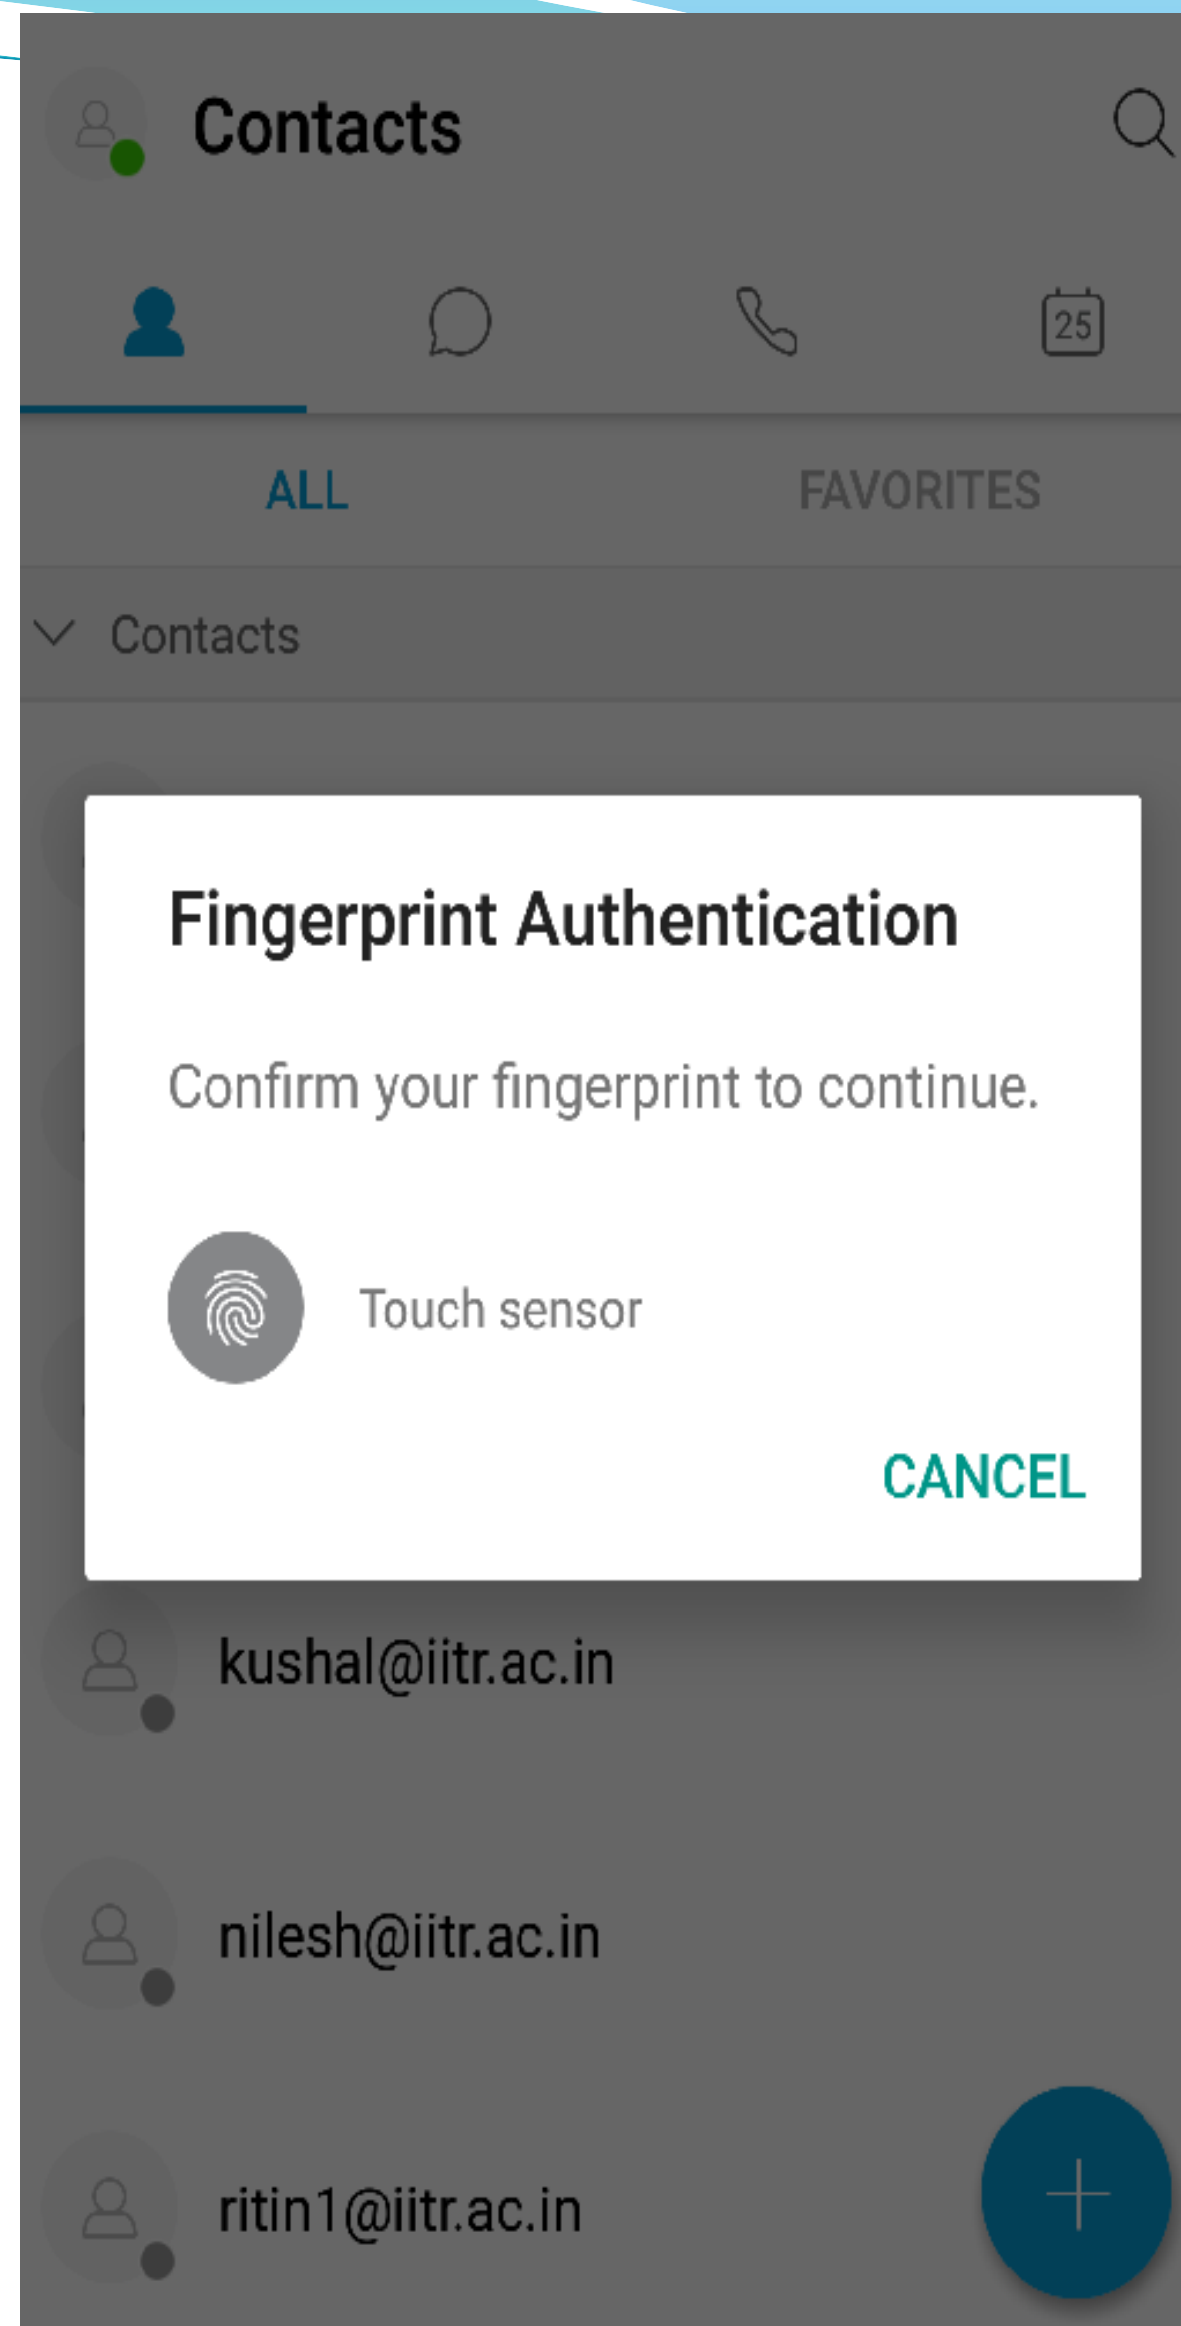 Contacts
25
ALL
FAVORITES
Contacts
Fingerprint Authentication
Confirm your fingerprint to continue.
Touch sensor
CANCEL
kushal@iitr.ac.in
nilesh@iitr.ac.in
ritin1@iitr.ac.in